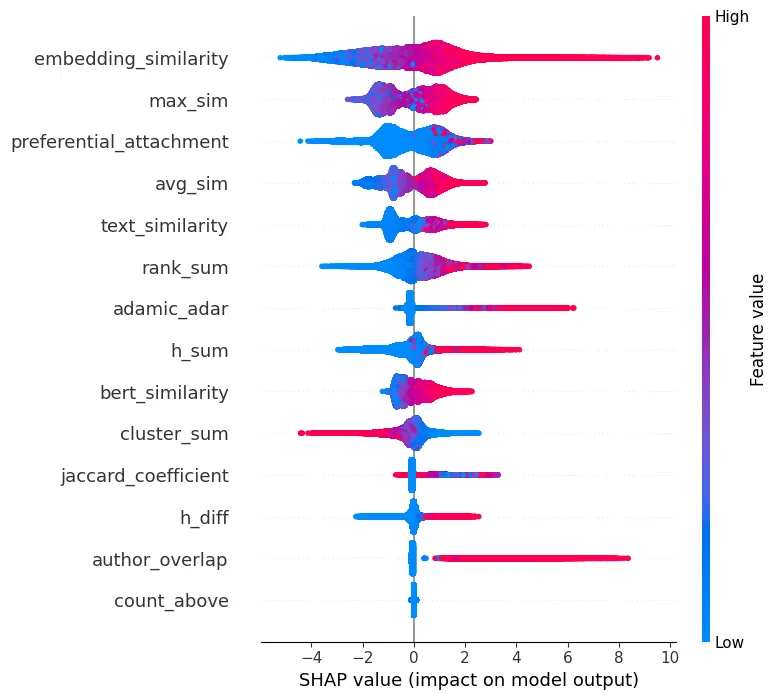 High
embedding_similarity
max_sim
preferential_attachment
avg_sim
text_similarity
rank_sum
adamic_adar
h_sum
bert_similarity
cluster_sum
jaccard_coefficient
h_diff
author_overlap
count_above
Feature value
Low
−4 −2 0 2 4 6 8 10
SHAP value (impact on model output)